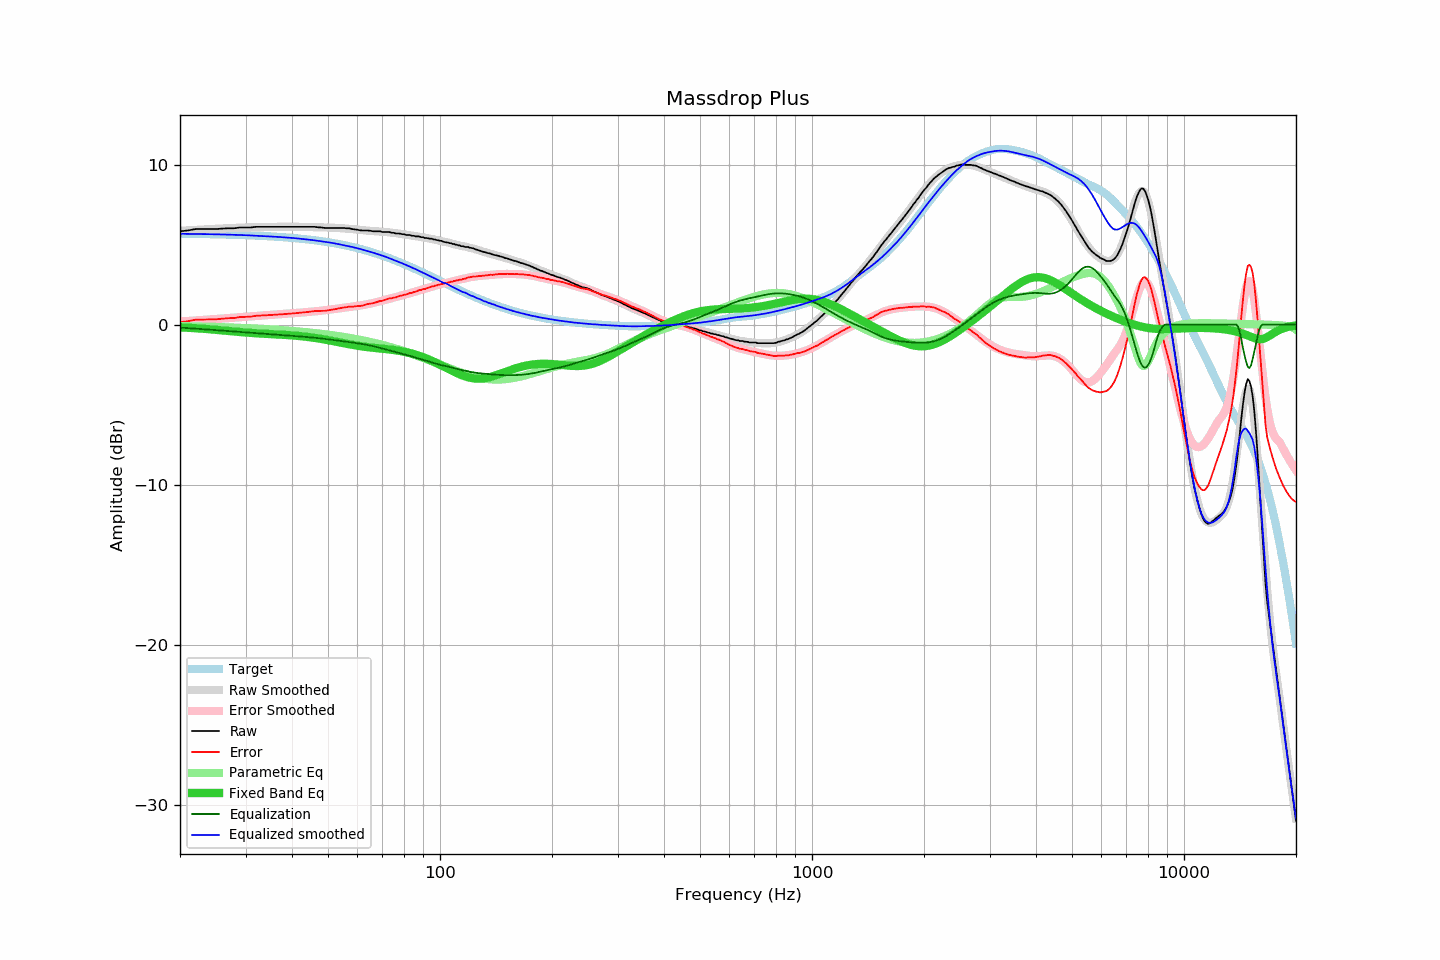 Massdrop Plus
10
0
−10
−20
−30
Amplitude (dBr)
Target
Raw Smoothed
Error Smoothed
Raw
Error
Parametric Eq
Fixed Band Eq
Equalization
Equalized smoothed
100
1000
10000
Frequency (Hz)